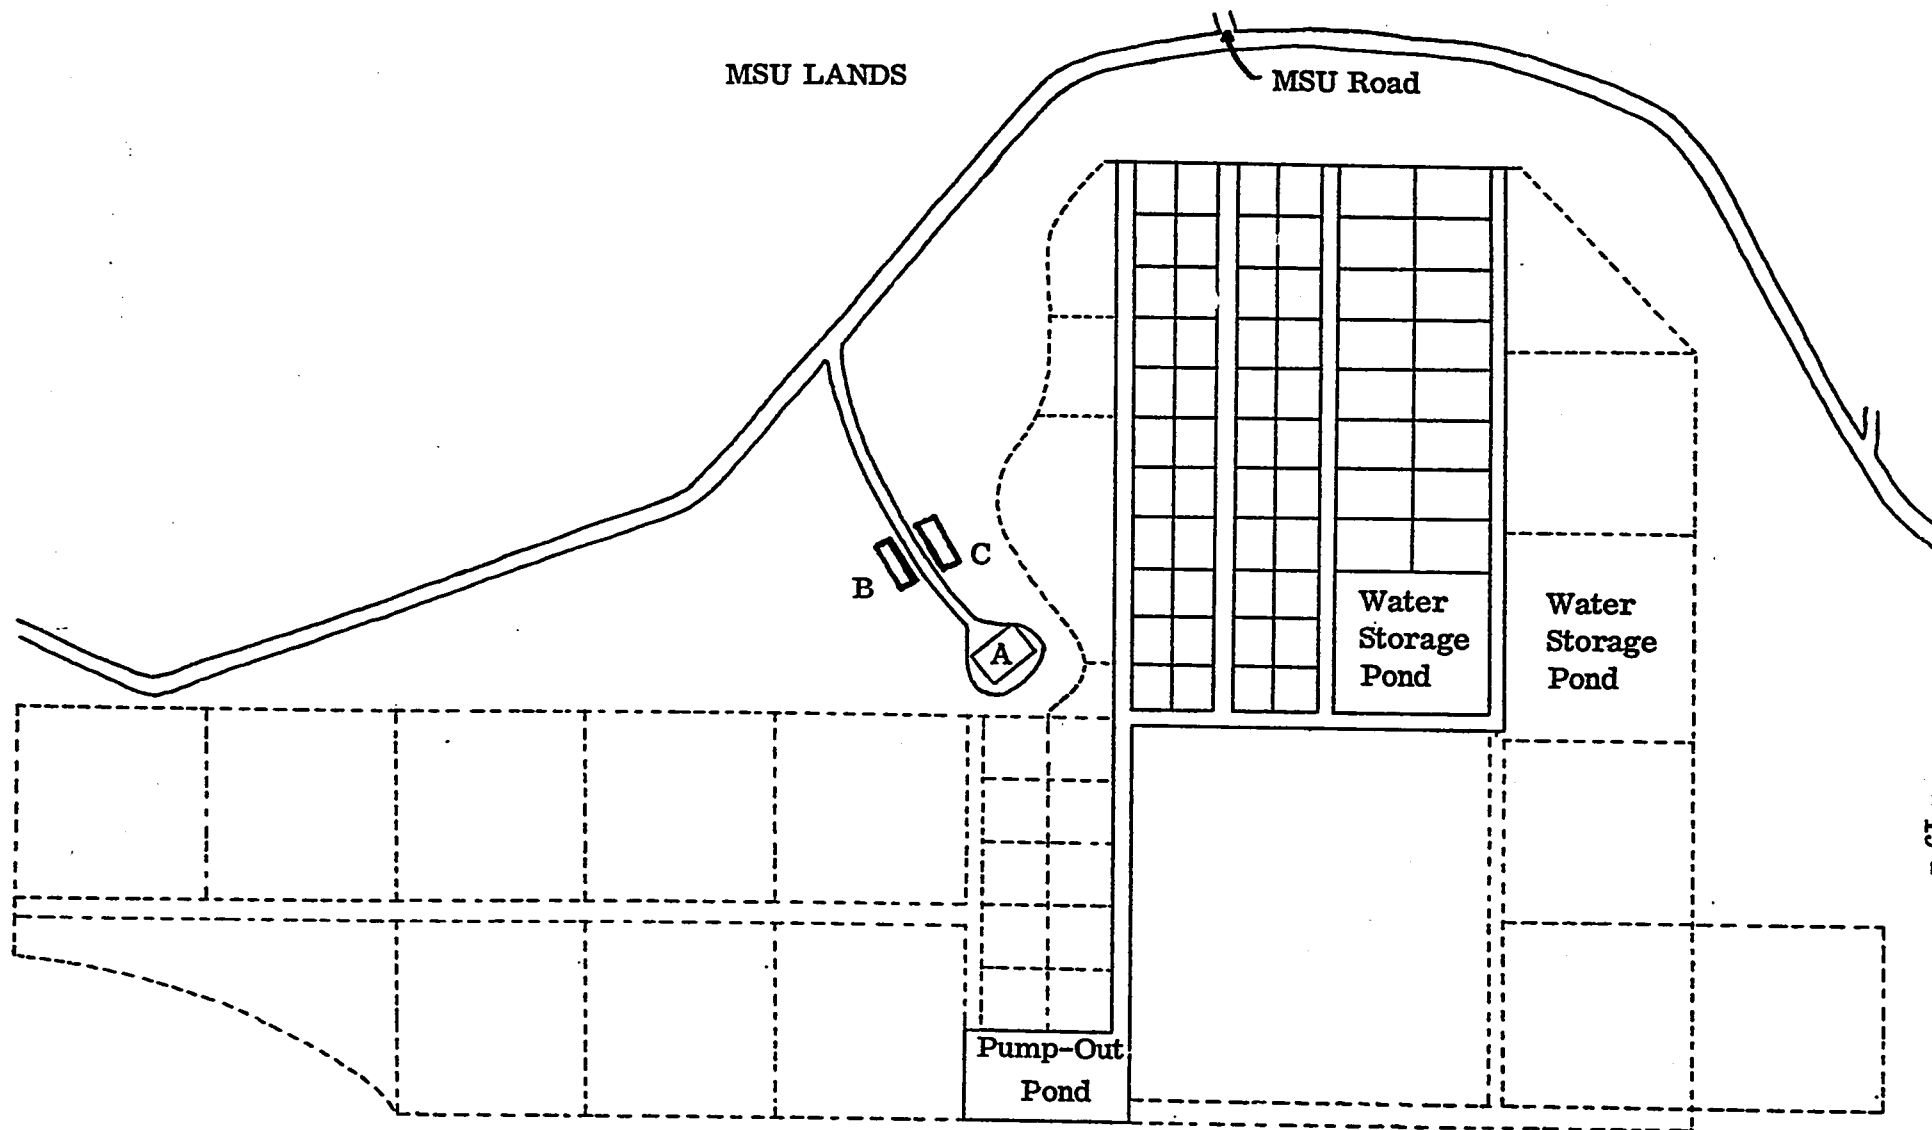 MSU LANDS
MSU Road
C
B
A
Water
Storage
Pond
Water
Storage
Pond
Pump-Out
Pond